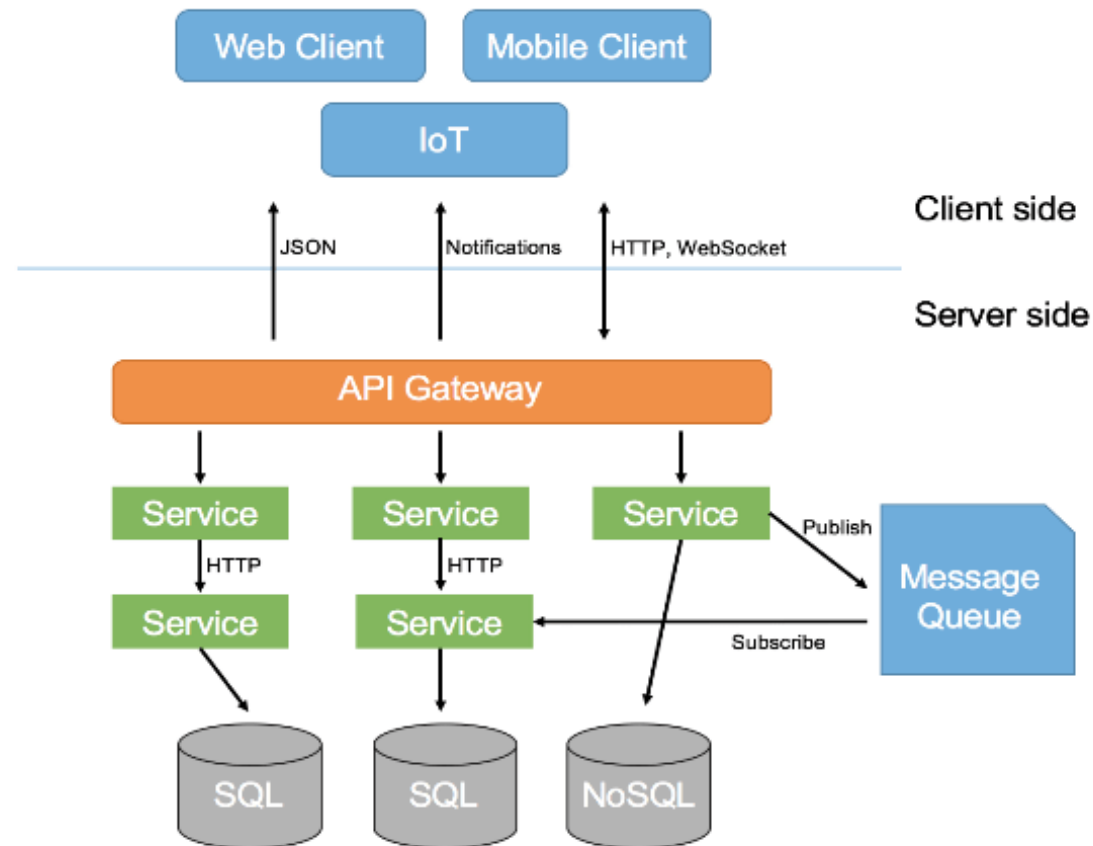 Web Client
Mobile Client
IoT
Client side
JSON
Notifications
HTTP, WebSocket
Server side
API Gateway
Service
Service
Service
Publish
HTTP
HTTP
Message
Queue
Service
Service
Subscribe
SQL
SQL
NoSQL